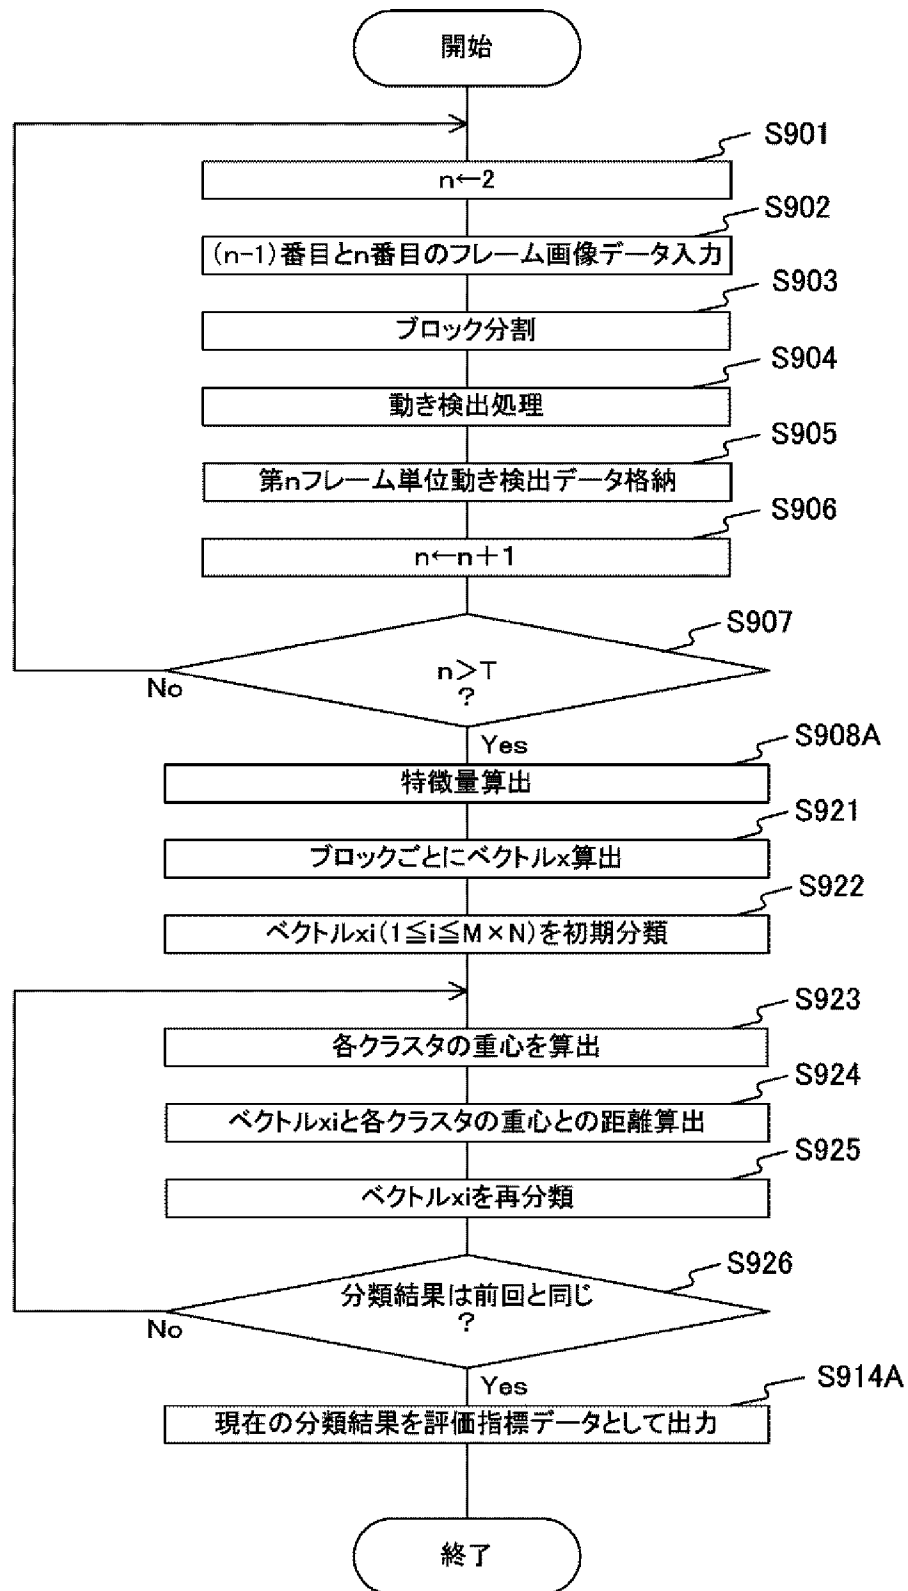 開始
S901
n←2
S902
(n-1)番目とn番目のフレーム画像データ入力
S903
ブロック分割
S904
動き検出処理
S905
第nフレーム単位動き検出データ格納
S906
n←n+1
S907
n>T
?
No
Yes
S908A
特徴量算出
S921
ブロックごとにベクトルx算出
S922
ベクトルxi(1≦i≦M×N)を初期分類
S923
各クラスタの重心を算出
S924
ベクトルxiと各クラスタの重心との距離算出
S925
ベクトルxiを再分類
S926
分類結果は前回と同じ
?
No
Yes
S914A
現在の分類結果を評価指標データとして出力
終了